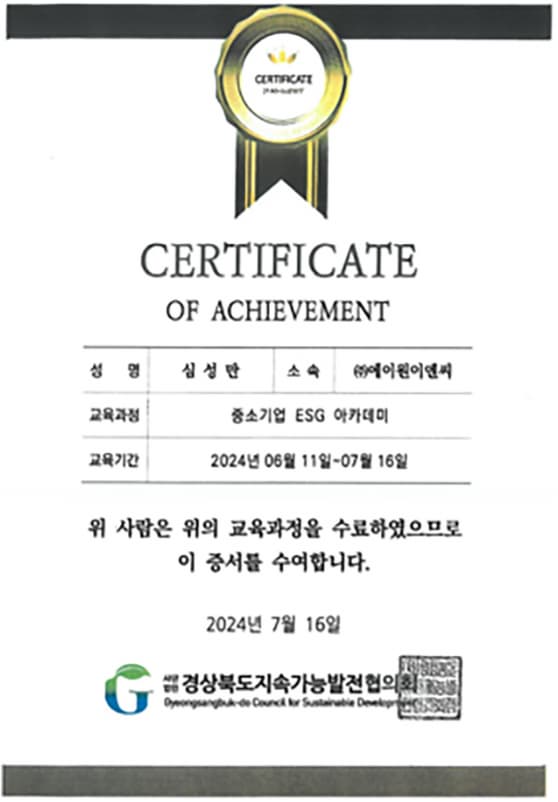 CERTIFICATE
CERTIFICATE
OF ACHIEVEMENT
성 명 심성만 소속 ㈜에이원이앤씨
교육과정 중소기업 ESG 아카데미
교육기간 2024년 06월 11일~07월 16일
위 사람은 위의 교육과정을 수료하였으므로
이 증서를 수여합니다.
2024년 7월 16일
사단
법인 경상북도지속가능발전협의회
Gyeongsangbuk-do Council for Sustainable Development